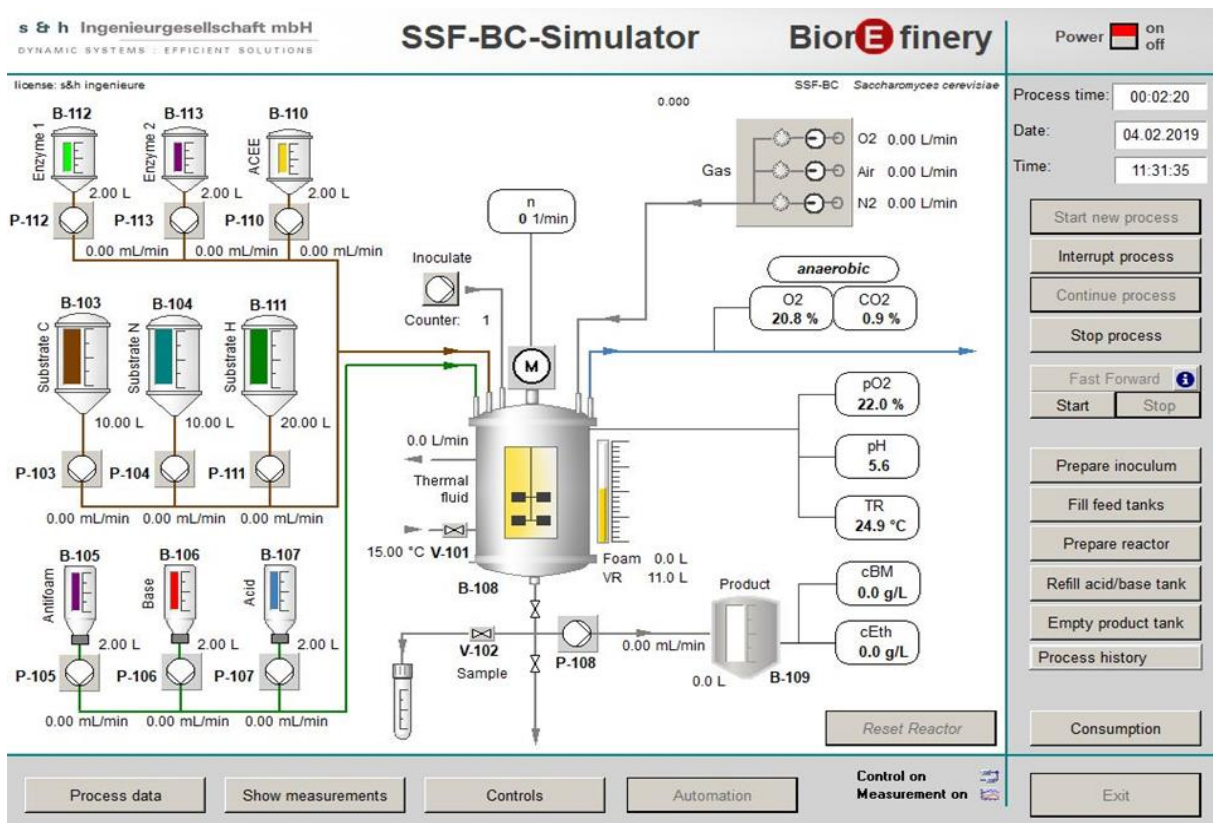 s & h Ingenieurgesellschaft mbH
DYNAMIC SYSTEMS : EFFICIENT SOLUTIONS
SSF-BC-Simulator
BiorEfinery
Power
on
off
license: s&h ingenieure
SSF-BC Saccharomyces cerevisiae
0.000
B-112
B-113
B-110
Enzyme 1
Enzyme 2
ACEE
2.00 L
2.00 L
2.00 L
P-112
P-113
P-110
0.00 mL/min
0.00 mL/min
0.00 mL/min
B-103
B-104
B-111
Substrate C
Substrate N
Substrate H
10.00 L
10.00 L
20.00 L
P-103
P-104
P-111
0.00 mL/min
0.00 mL/min
0.00 mL/min
B-105
B-106
B-107
Antifoam
Base
Acid
2.00 L
2.00 L
2.00 L
P-105
P-106
P-107
0.00 mL/min
0.00 mL/min
0.00 mL/min
n
0 1/min
Inoculate
Counter: 1
M
Gas
O2 0.00 L/min
Air 0.00 L/min
N2 0.00 L/min
anaerobic
O2
20.8 %
CO2
0.9 %
pO2
22.0 %
pH
5.6
TR
24.9 °C
cBM
0.0 g/L
cEth
0.0 g/L
0.0 L/min
Thermal
fluid
15.00 °C V-101
B-108
Foam 0.0 L
VR 11.0 L
V-102
Sample
P-108
0.00 mL/min
Product
0.0 L
B-109
Reset Reactor
Process time: 00:02:20
Date: 04.02.2019
Time: 11:31:35
Start new process
Interrupt process
Continue process
Stop process
Fast Forward i
Start
Stop
Prepare inoculum
Fill feed tanks
Prepare reactor
Refill acid/base tank
Empty product tank
Process history
Consumption
Process data
Show measurements
Controls
Automation
Control on
Measurement on
Exit